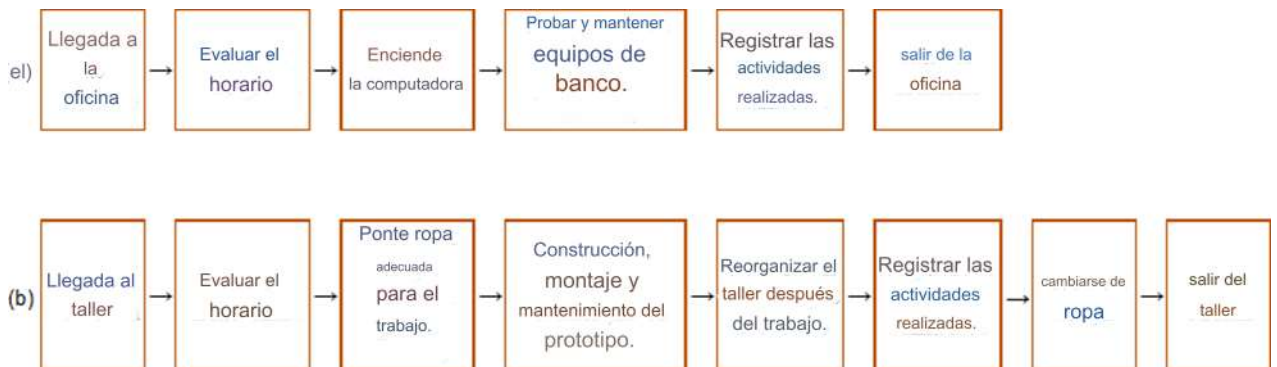 el)
Llegada a
la
oficina
Evaluar el
horario
Enciende
la computadora
Probar y mantener
equipos de
banco.
Registrar las
actividades
realizadas.
salir de la
oficina
(b)
Llegada al
taller
Evaluar el
horario
Ponte ropa
adecuada
para el
trabajo.
Construcción,
montaje y
mantenimiento del
prototipo.
Reorganizar el
taller después
del trabajo.
Registrar las
actividades
realizadas.
cambiarse de
ropa
salir del
taller